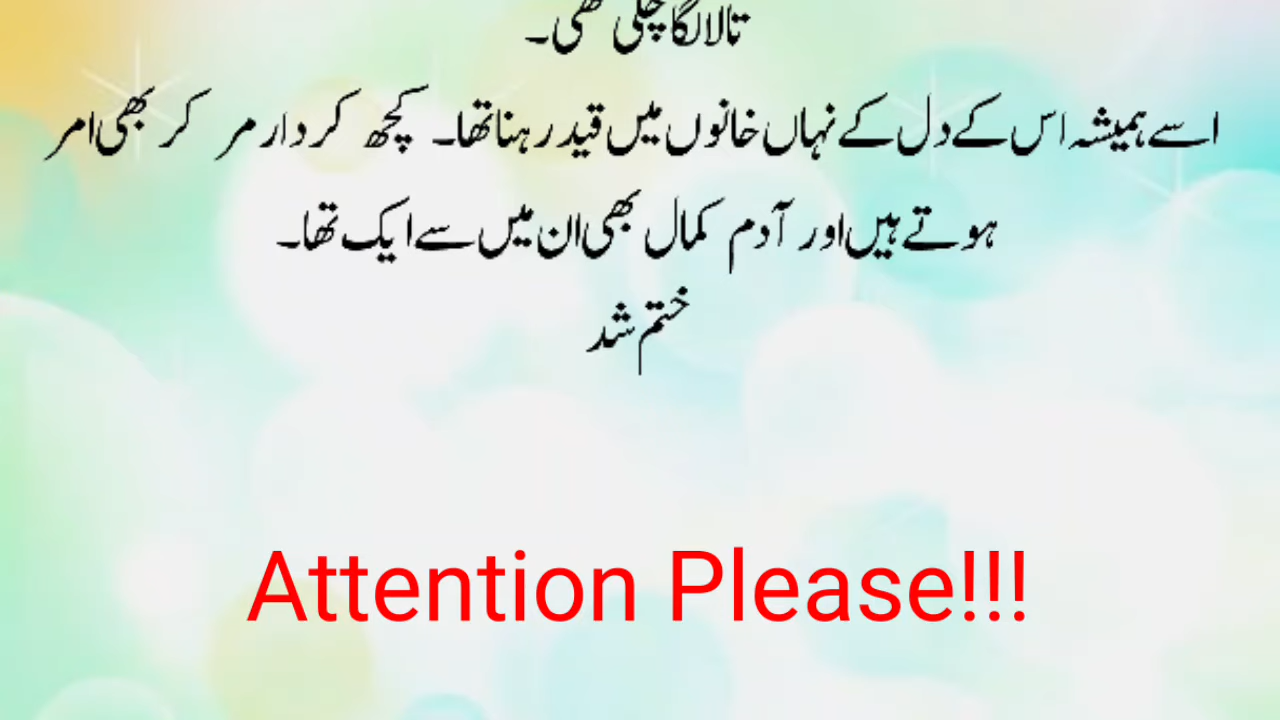 تالا لگا چکی تھی۔
اسے ہمیشہ اس کے دل کے نہاں خانوں میں قید رہنا تھا۔ کچھ کردار مر کر بھی امر
ہوتے ہیں اور آدم کمال بھی ان میں سے ایک تھا۔
ختم شد
Attention Please!!!